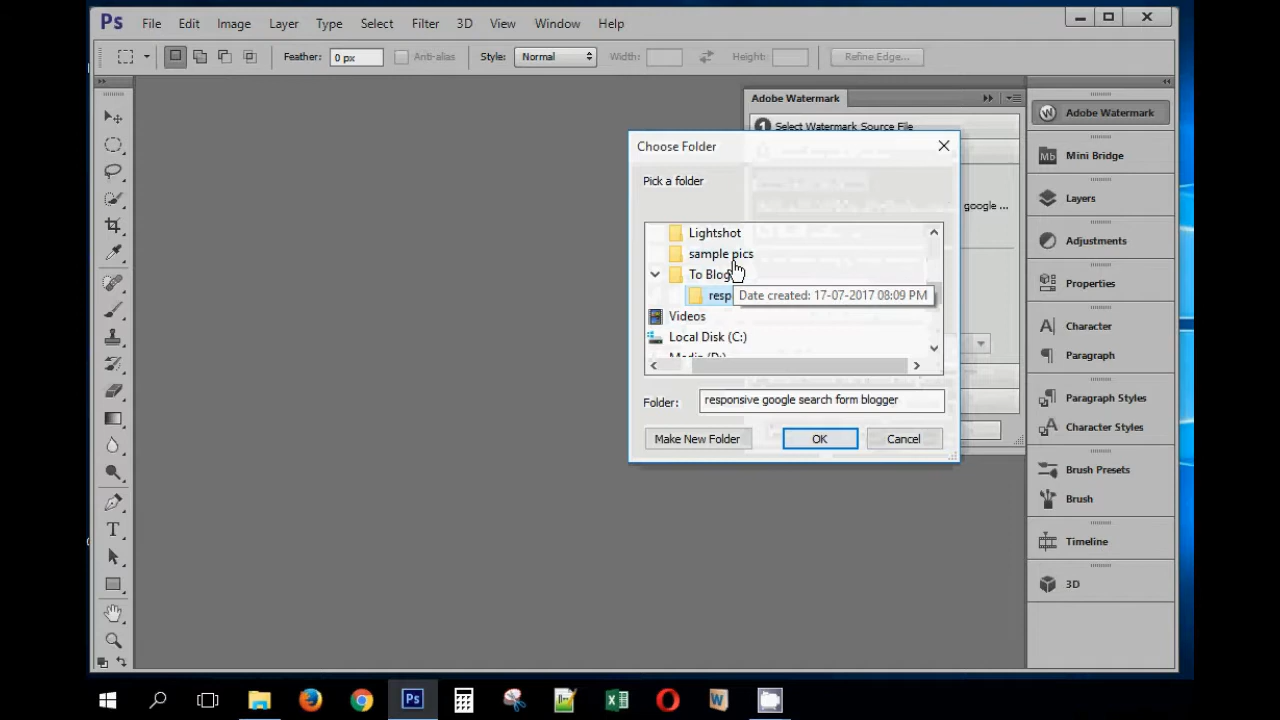 Ps File Edit Image Layer Type Select Filter 3D View Window Help
Feather: 0 px Anti-alias Style: Normal Width: Height: Refine Edge...
Adobe Watermark
1 Select Watermark Source File
Choose Folder
Pick a folder
google ...
Lightshot
sample pics
To Blog
resp
Date created: 17-07-2017 08:09 PM
Videos
Local Disk (C:)
Media (D:)
Folder: responsive google search form blogger
Make New Folder OK Cancel
Adobe Watermark
Mb Mini Bridge
Layers
Adjustments
Properties
Character
Paragraph
Paragraph Styles
Character Styles
Brush Presets
Brush
Timeline
3D